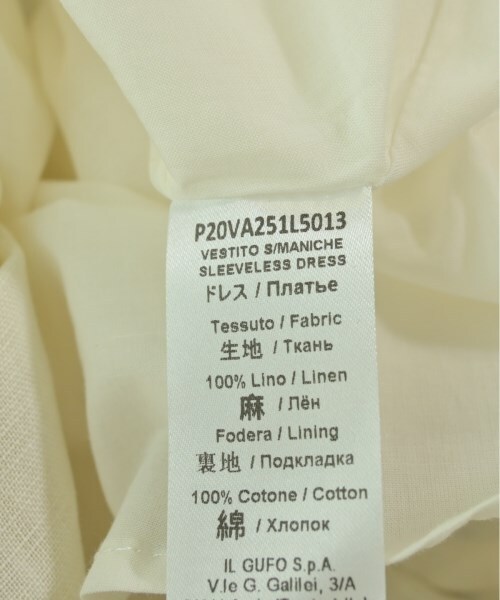 P20VA251L5013
VESTITO S/MANICHE
SLEEVELESS DRESS
ドレス / Платье
Tessuto / Fabric
生地 / Ткань
100% Lino / Linen
麻 / Лён
Fodera / Lining
裏地 / Подкладка
100% Cotone / Cotton
綿 / Хлопок
IL GUFO S.p.A.
V.le G. Galilei, 3/A